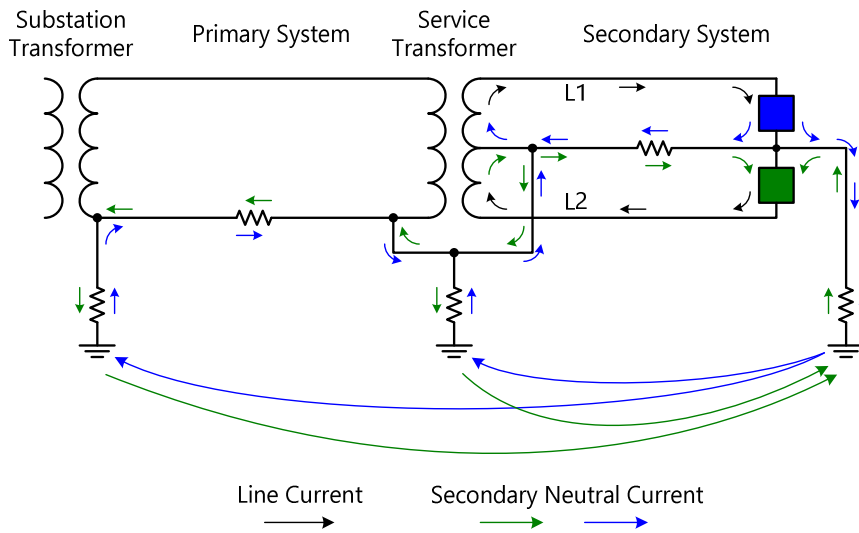 Substation
Transformer
Primary System
Service
Transformer
Secondary System
L1
L2
Line Current
Secondary Neutral Current